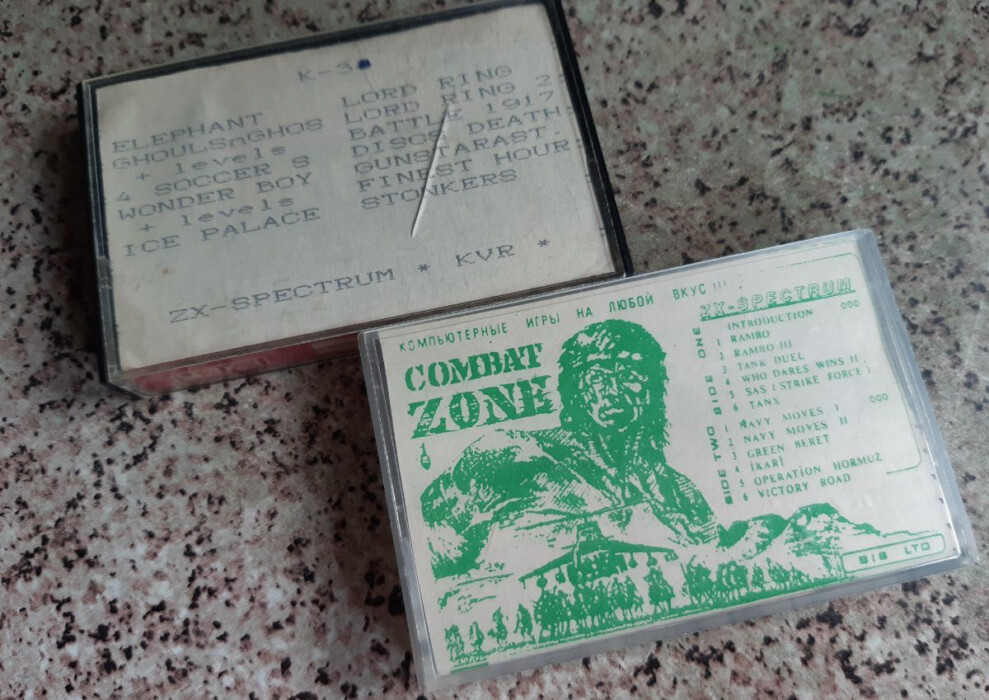 K-3
ELEPHANT
GHOULSnGHOS
+ levels
4 SOCCER S
WONDER BOY
+ levels
ICE PALACE
LORD RING
LORD RING 2
BATTLE 1917
DISCS DEATH
GUNSTARAST.
FINEST HOUR
STONKERS
ZX-SPECTRUM * KVR *
КОМПЬЮТЕРНЫЕ ИГРЫ НА ЛЮБОЙ ВКУС !!!
COMBAT
ZONE
ZX-SPECTRUM
SIDE ONE 000
INTRODUCTION
1 RAMBO
2 RAMBO III
3 TANK DUEL
4 WHO DARES WINS II
5 SAS ( STRIKE FORCE )
6 TANX
SIDE TWO 000
1 NAVY MOVES I
2 NAVY MOVES II
3 GREEN BERET
4 İKARİ
5 OPERATION HORMUZ
6 VICTORY ROAD
LTD